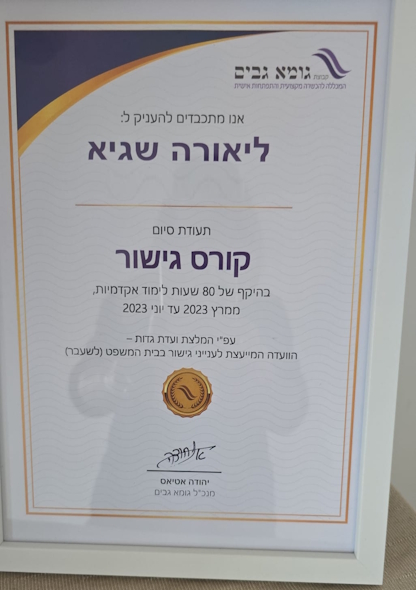 קבוצת גומא גבים
המכללה להכשרה מקצועית והתפתחות אישית
אנו מתכבדים להעניק ל:
ליאורה שגיא
תעודת סיום
קורס גישור
בהיקף של 80 שעות לימוד אקדמיות,
ממרץ 2023 עד יוני 2023
עפ"י המלצת ועדת גדות –
הוועדה המייעצת לענייני גישור בבית המשפט (לשעבר)
יהודה אטיאס
מנכ"ל גומא גבים